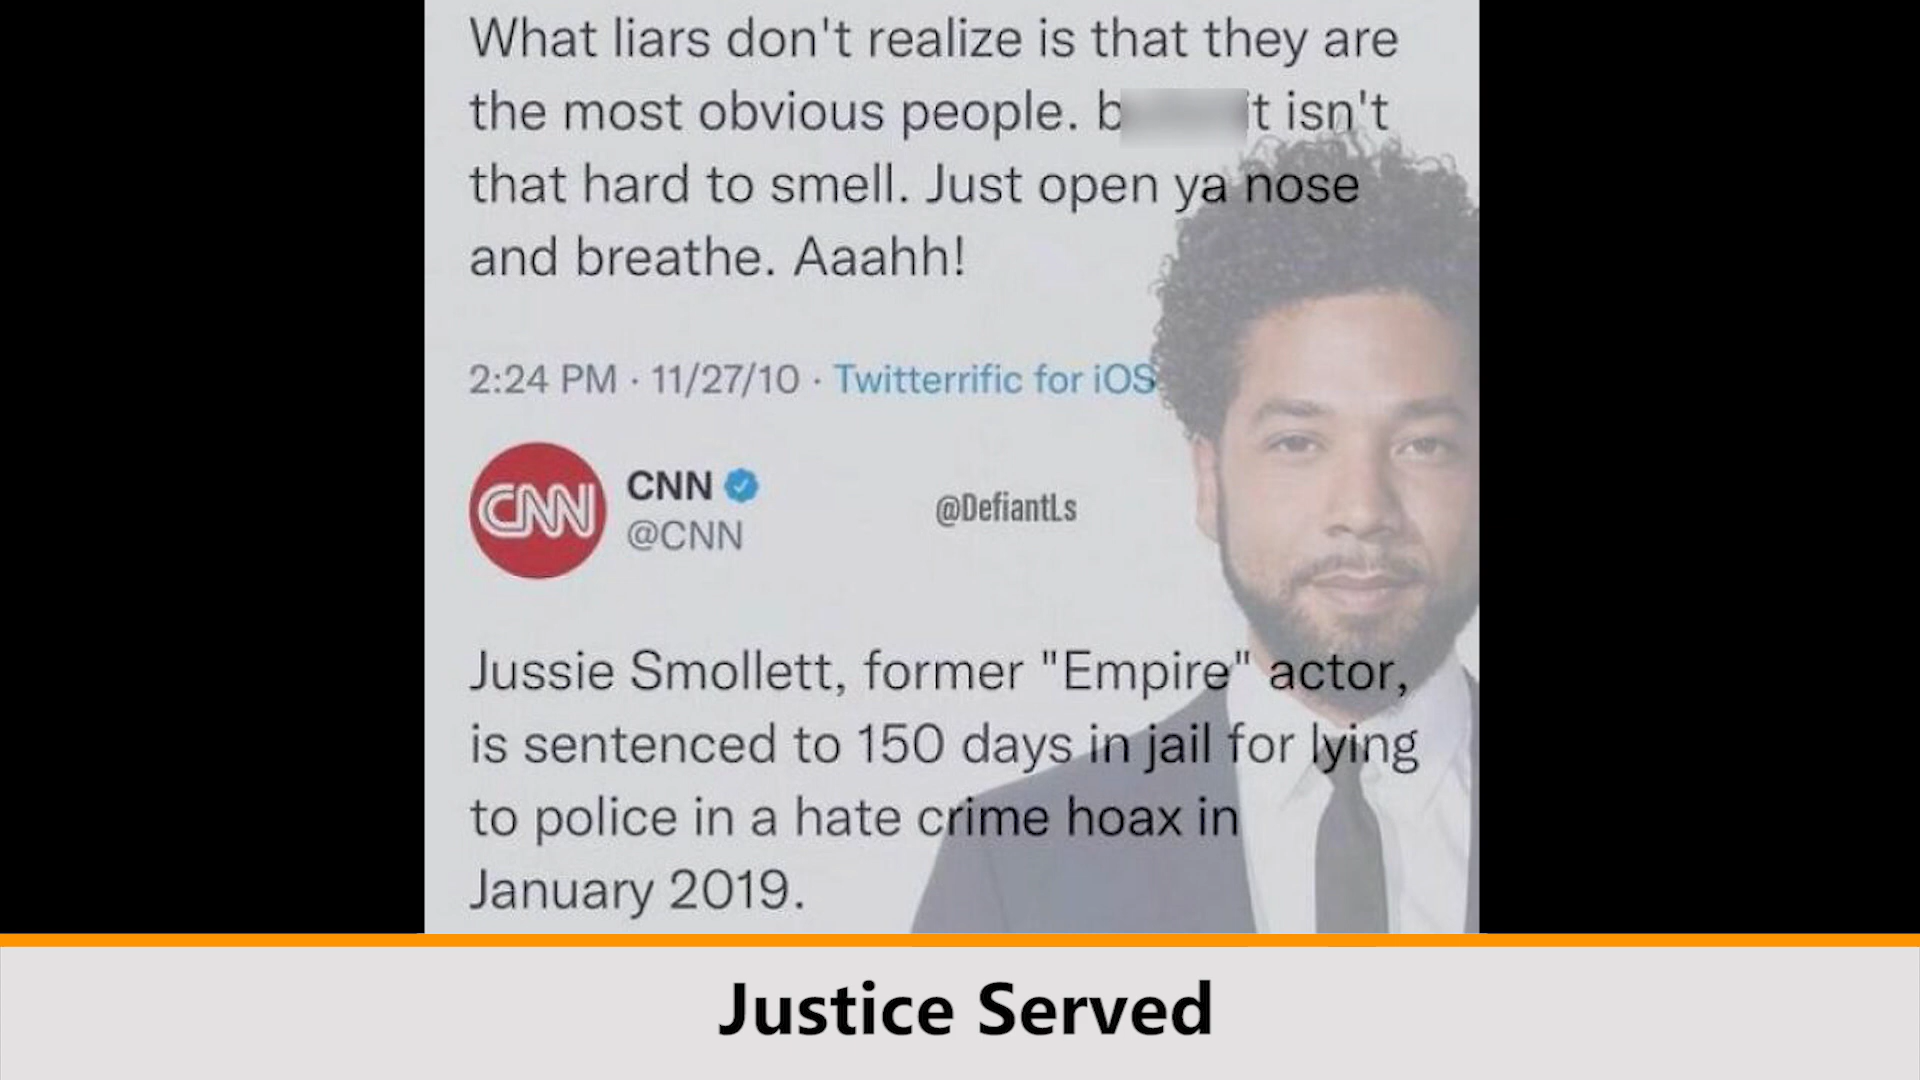 What liars don't realize is that they are
the most obvious people. b it isn't
that hard to smell. Just open ya nose
and breathe. Aaahh!
2:24 PM · 11/27/10 · Twitterrific for iOS
CNN
CNN
@CNN
@DefiantLs
Jussie Smollett, former "Empire" actor,
is sentenced to 150 days in jail for lying
to police in a hate crime hoax in
January 2019.
Justice Served